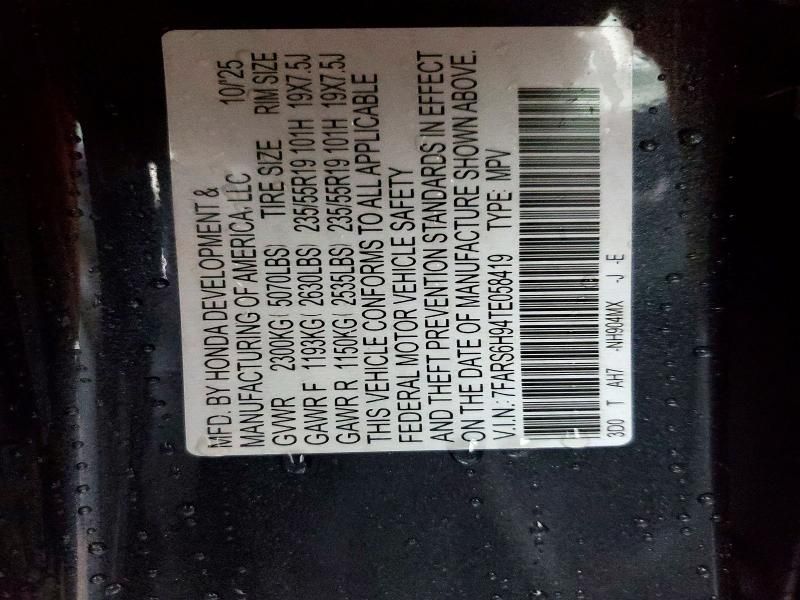 MFD. BY HONDA DEVELOPMENT &
MANUFACTURING OF AMERICA, LLC 10/'25
GVWR 2300KG( 5070LBS) TIRE SIZE RIM SIZE
GAWR F 1193KG( 2630LBS) 235/55R19 101H 19X7.5J
GAWR R 1150KG( 2535LBS) 235/55R19 101H 19X7.5J
THIS VEHICLE CONFORMS TO ALL APPLICABLE
FEDERAL MOTOR VEHICLE SAFETY
AND THEFT PREVENTION STANDARDS IN EFFECT
ON THE DATE OF MANUFACTURE SHOWN ABOVE.
V.I.N.: 7FARS6H94TE058419 TYPE: MPV
3D0 T AH7 -NH904MX -J -E